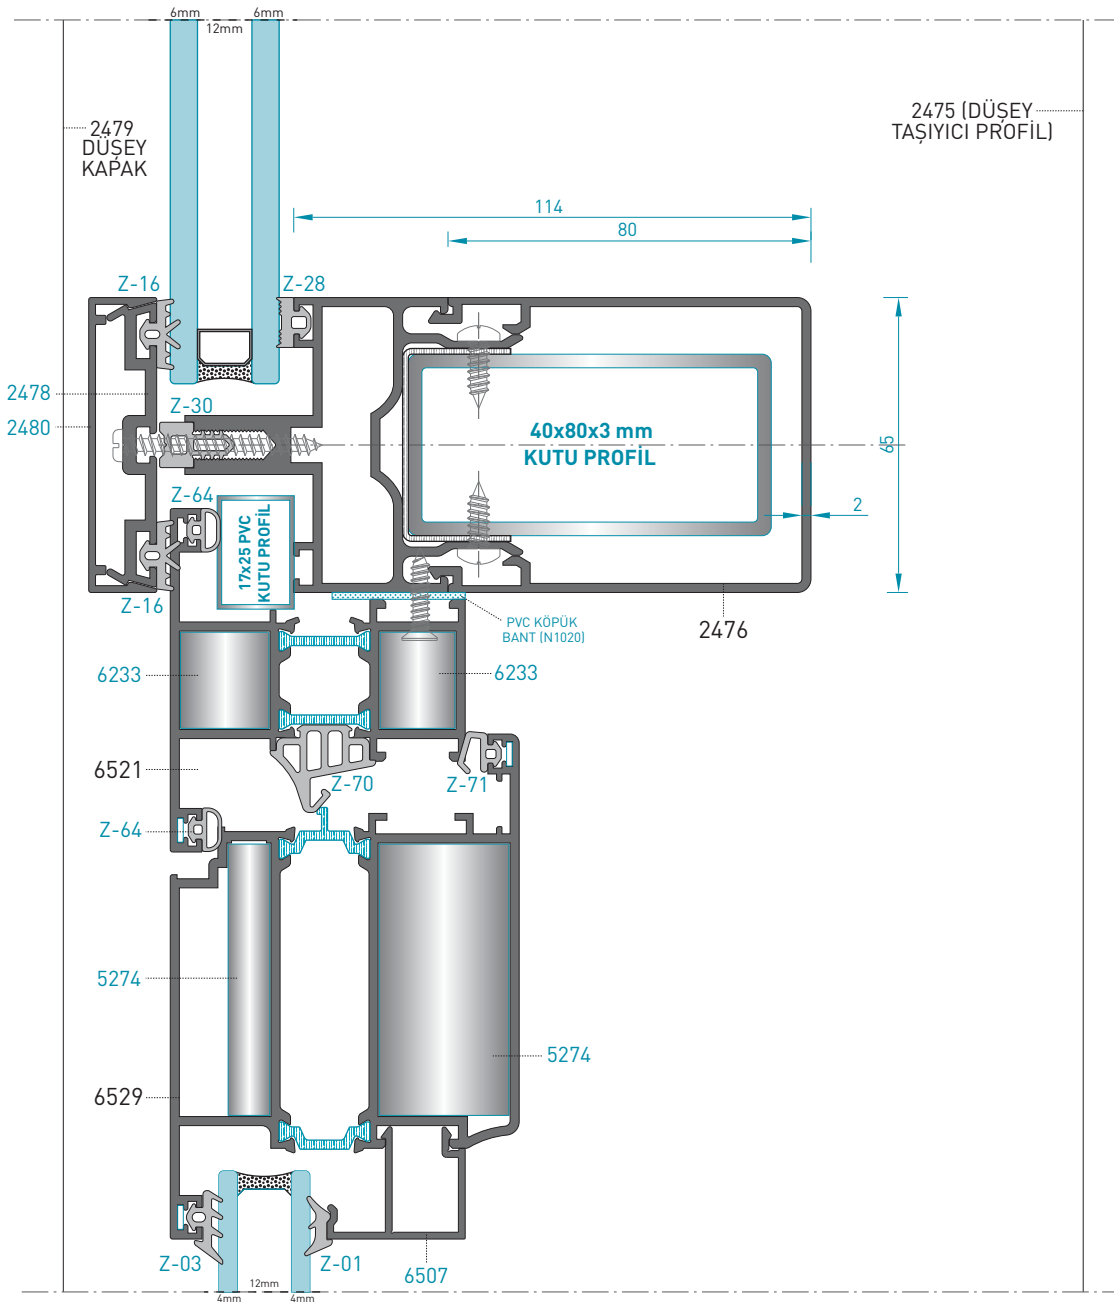 6mm
6mm
12mm
2479
DÜŞEY
KAPAK
2475 (DÜŞEY
TAŞIYICI PROFİL)
114
80
Z-16
Z-28
2478
2480
Z-30
40x80x3 mm
KUTU PROFİL
65
2
Z-64
17x25 PVC
KUTU PROFİL
Z-16
PVC KÖPÜK
BANT (N1020)
2476
6233
6233
6521
Z-70
Z-71
Z-64
5274
5274
6529
Z-03
Z-01
6507
12mm
4mm
4mm